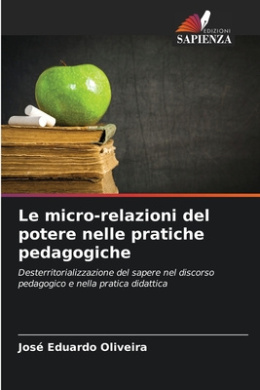 EDIZIONI
SAPIENZA
Le micro-relazioni del
potere nelle pratiche
pedagogiche
Desterritorializzazione del sapere nel discorso
pedagogico e nella pratica didattica
José Eduardo Oliveira